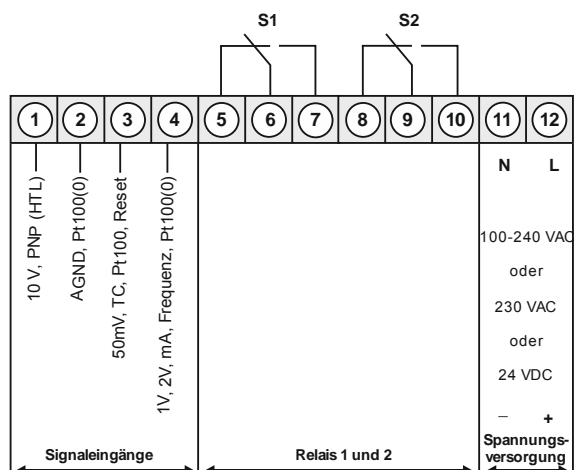 S1 S2
1 2 3 4 5 6 7 8 9 10 11 12
10 V, PNP (HTL)
AGND, Pt100(0)
50mV, TC, Pt100, Reset
1V, 2V, mA, Frequenz, Pt100(0)
N L
100-240 VAC
oder
230 VAC
oder
24 VDC
– +
Signaleingänge
Relais 1 und 2
Spannungs-
versorgung